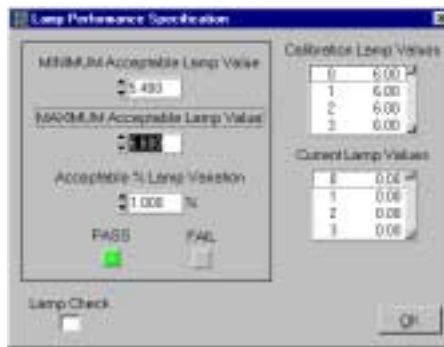 Lamp Performance Specification
MINIMUM Acceptable Lamp Value
5.490
MAXIMUM Acceptable Lamp Value
Acceptable % Lamp Variation
1.000 %
PASS FAIL
Lamp Check
Calibration Lamp Values
0 6.00
1 6.00
2 6.00
3 6.00
Current Lamp Values
0 0.00
1 0.00
2 0.00
3 0.00
OK